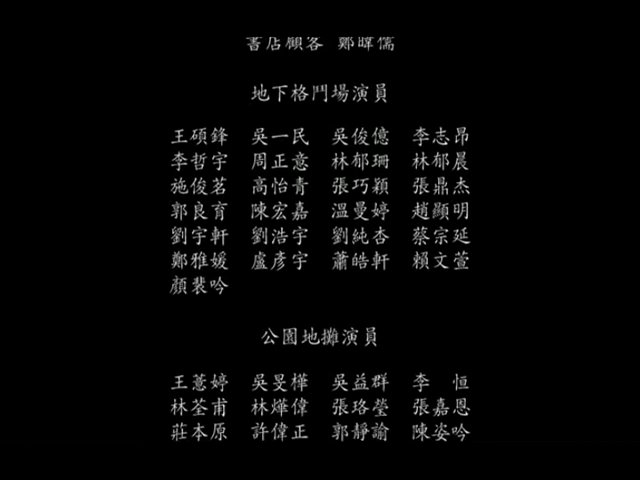 書店顧客 鄭暐儒
地下格鬥場演員
王碩鋒 吳一民 吳俊億 李志昂
李哲宇 周正意 林郁珊 林郁晨
施俊茗 高怡青 張巧穎 張鼎杰
郭良育 陳宏嘉 溫曼婷 趙顯明
劉宇軒 劉浩宇 劉純杏 蔡宗延
鄭雅媛 盧彥宇 蕭皓軒 賴文萱
顏裴吟
公園地攤演員
王薏婷 吳旻樺 吳益群 李 恒
林荃甫 林燁偉 張珞瑩 張嘉恩
莊本原 許偉正 郭靜諭 陳姿吟